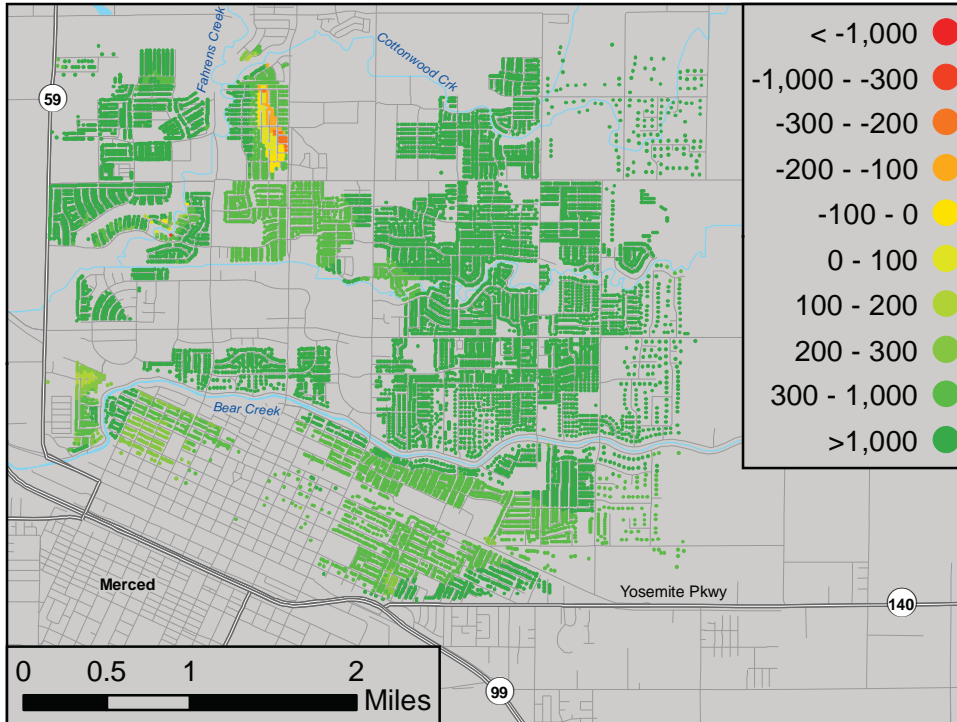 Fahrens Creek
Cottonwood Crk
59
< -1,000
-1,000 - -300
-300 - -200
-200 - -100
-100 - 0
0 - 100
100 - 200
200 - 300
300 - 1,000
>1,000
Bear Creek
Merced
Yosemite Pkwy
140
0 0.5 1 2
Miles
99